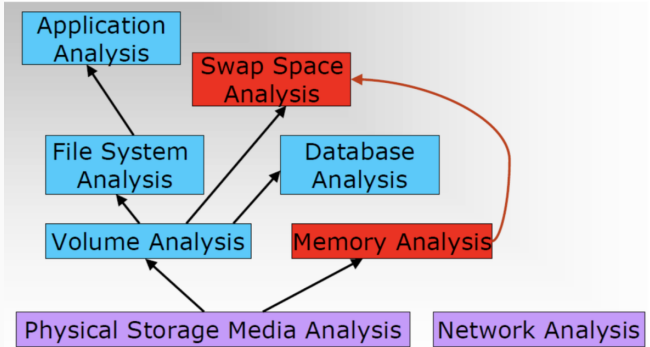 Application
Analysis
Swap Space
Analysis
File System
Analysis
Database
Analysis
Volume Analysis
Memory Analysis
Physical Storage Media Analysis
Network Analysis